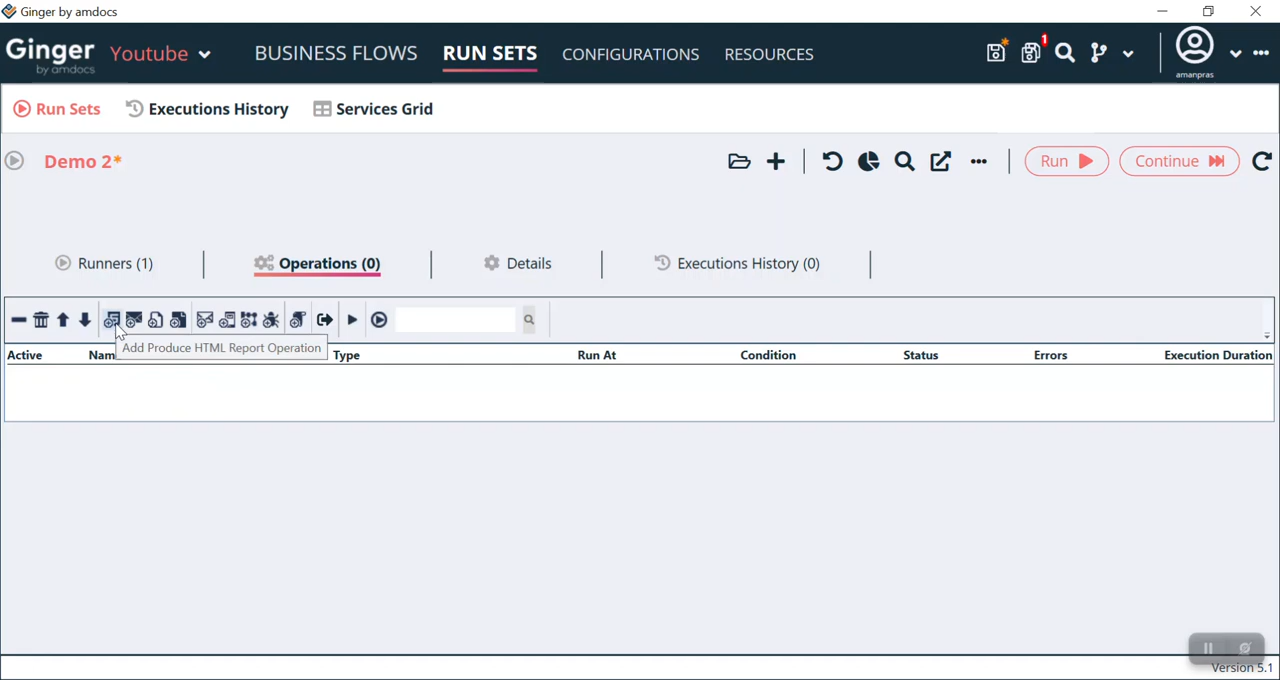 Ginger by amdocs
Ginger by amdocs Youtube BUSINESS FLOWS RUN SETS CONFIGURATIONS RESOURCES 1 amanpras
Run Sets Executions History Services Grid
Demo 2* Run Continue
Runners (1) Operations (0) Details Executions History (0)
Add Produce HTML Report Operation
Active Nam Type Run At Condition Status Errors Execution Duration
Version 5.1